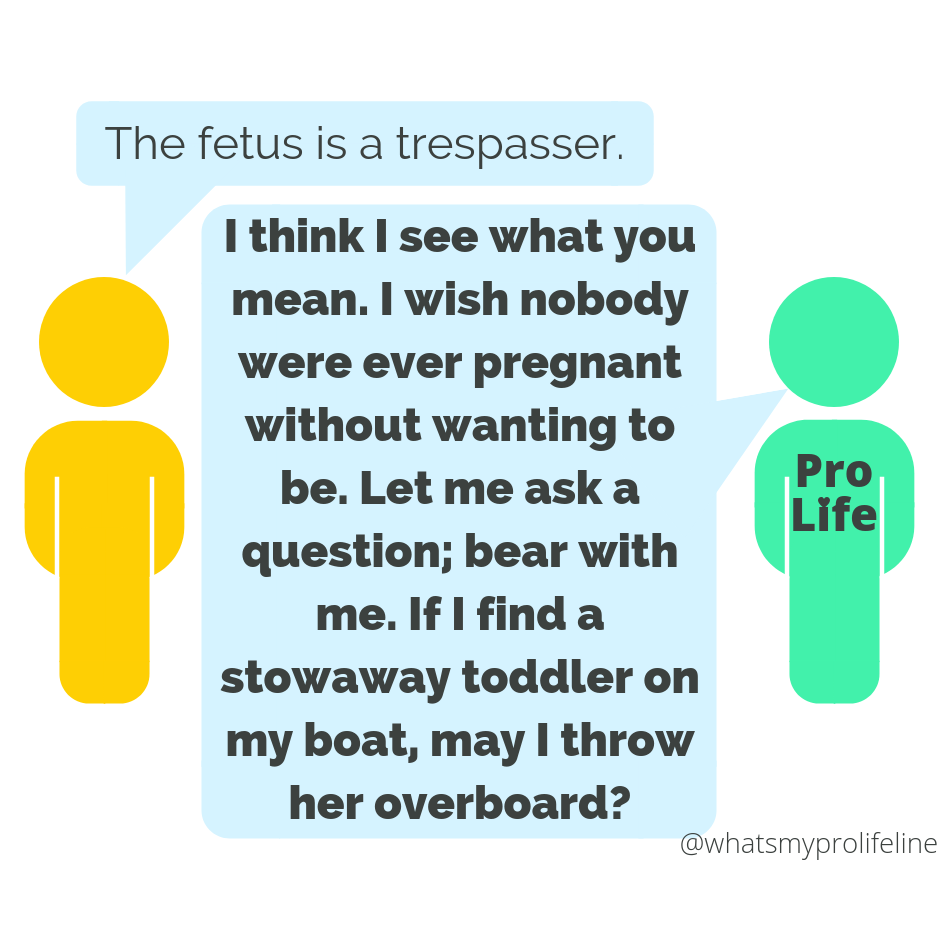 The fetus is a trespasser.
I think I see what you
mean. I wish nobody
were ever pregnant
without wanting to
be. Let me ask a
question; bear with
me. If I find a
stowaway toddler on
my boat, may I throw
her overboard?
Pro
Life
@whatsmyprolifeline